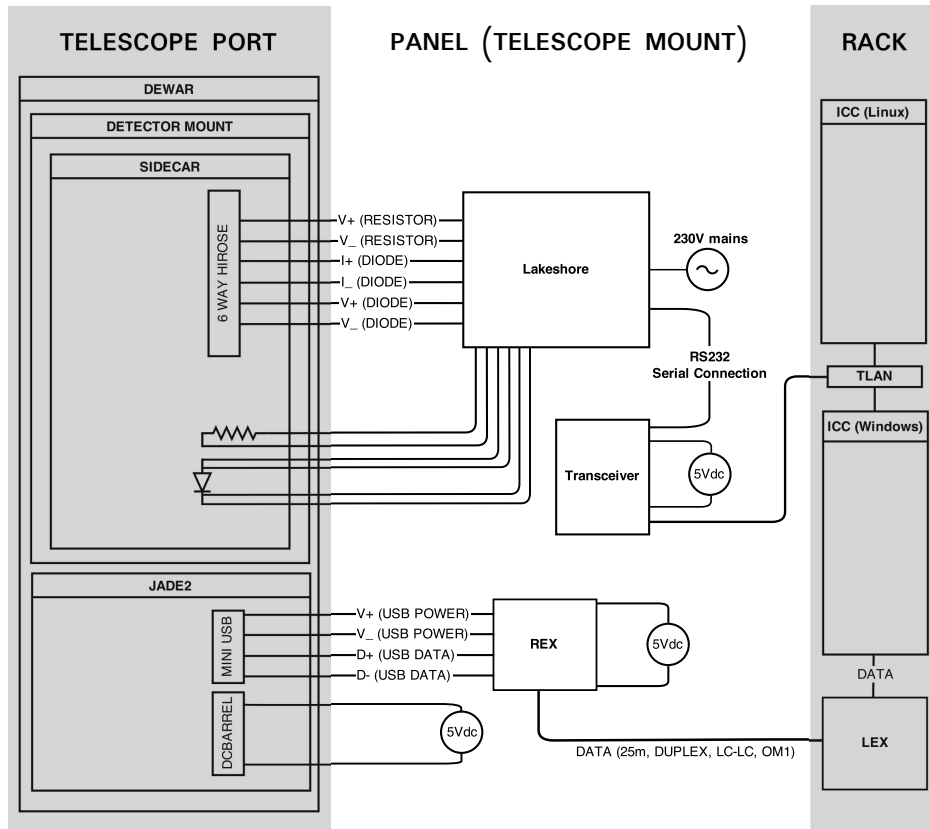 TELESCOPE PORT
PANEL (TELESCOPE MOUNT)
RACK
DEWAR
DETECTOR MOUNT
SIDECAR
6 WAY HIROSE
V+ (RESISTOR)
V_ (RESISTOR)
I+ (DIODE)
I_ (DIODE)
V+ (DIODE)
V_ (DIODE)
Lakeshore
230V mains
RS232
Serial Connection
Transceiver
5Vdc
ICC (Linux)
TLAN
ICC (Windows)
JADE2
MINI USB
V+ (USB POWER)
V_ (USB POWER)
D+ (USB DATA)
D- (USB DATA)
REX
5Vdc
DCBARREL
5Vdc
DATA (25m, DUPLEX, LC-LC, OM1)
DATA
LEX